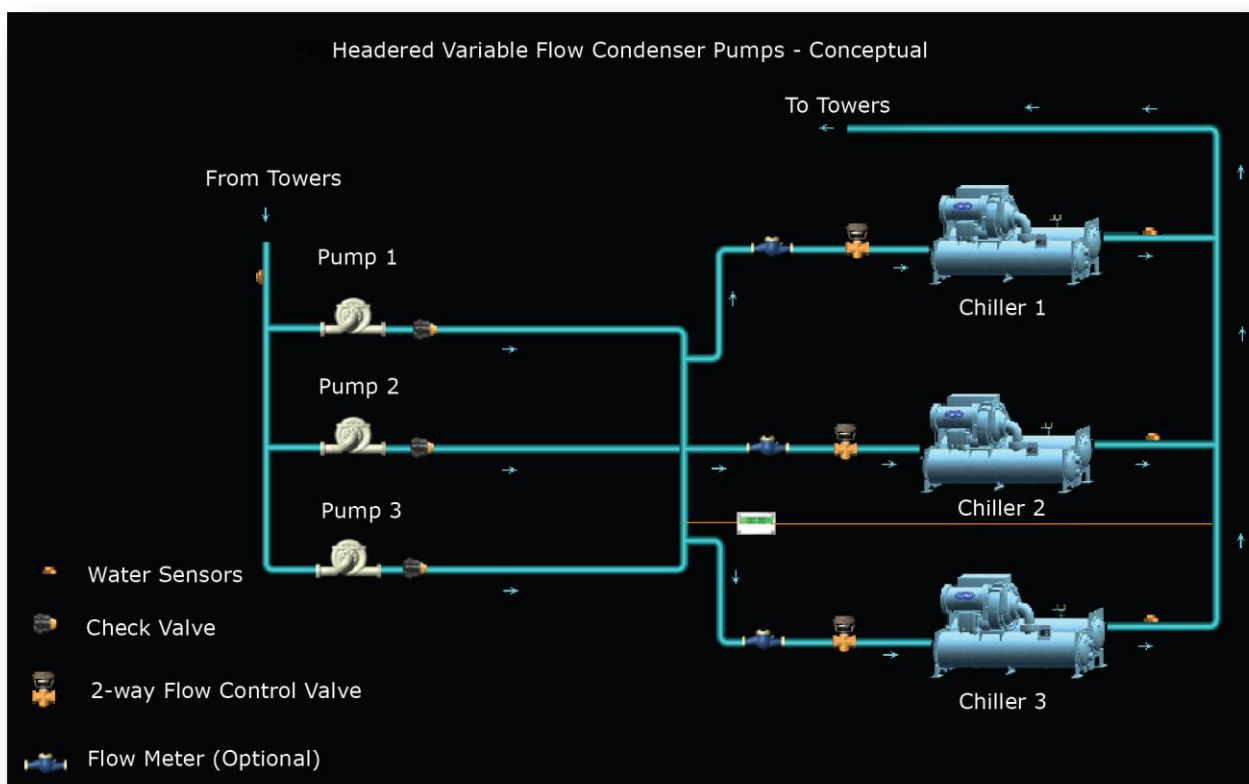 Headered Variable Flow Condenser Pumps - Conceptual
To Towers
From Towers
Pump 1
Chiller 1
Pump 2
Chiller 2
Pump 3
Water Sensors
Check Valve
2-way Flow Control Valve
Chiller 3
Flow Meter (Optional)